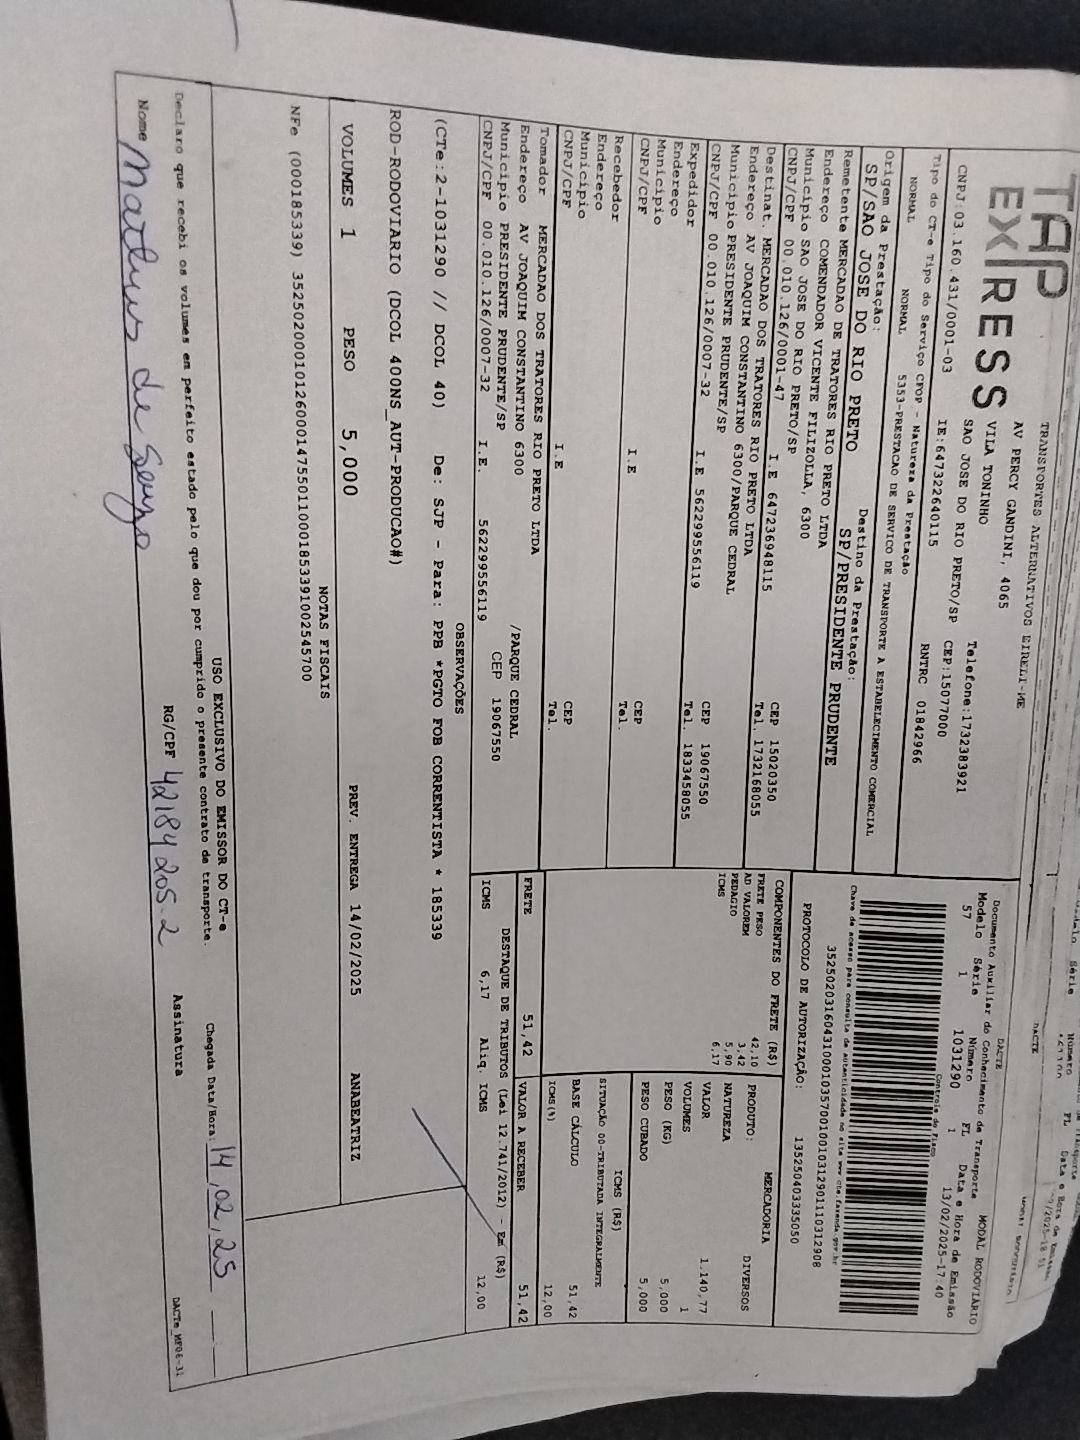 TAP
EXPRESS
TRANSPORTES ALTERNATIVOS EIRELI-ME
AV PERCY GANDINI, 4065
VILA TONINHO
SAO JOSE DO RIO PRETO/SP CEP:15077000
Telefone:1732383921
CNPJ:03.160.431/0001-03 IE:647322640115 RNTRC 01842966
Tipo do CT-e Tipo do Serviço CFOP - Natureza da Prestação
NORMAL NORMAL 5353-PRESTACAO DE SERVICO DE TRANSPORTE A ESTABELECIMENTO COMERCIAL
Origem da Prestação: Destino da Prestação:
SP/SAO JOSE DO RIO PRETO SP/PRESIDENTE PRUDENTE
Remetente MERCADAO DE TRATORES RIO PRETO LTDA
Endereço COMENDADOR VICENTE FILIZOLLA, 6300
Município SAO JOSE DO RIO PRETO/SP CEP 15020350
CNPJ/CPF 00.010.126/0001-47 I.E 647236948115 Tel. 1732168055
Destinat. MERCADAO DOS TRATORES RIO PRETO LTDA
Endereço AV JOAQUIM CONSTANTINO 6300/PARQUE CEDRAL
Município PRESIDENTE PRUDENTE/SP CEP 19067550
CNPJ/CPF 00.010.126/0007-32 I.E 562299556119 Tel. 1833458055
Expedidor
Endereço
Município CEP
CNPJ/CPF I.E Tel.
Recebedor
Endereço
Município CEP
CNPJ/CPF I.E Tel.
Tomador MERCADAO DOS TRATORES RIO PRETO LTDA
Endereço AV JOAQUIM CONSTANTINO 6300 /PARQUE CEDRAL
Município PRESIDENTE PRUDENTE/SP CEP 19067550
CNPJ/CPF 00.010.126/0007-32 I.E. 562299556119
DACTE
Documento Auxiliar do Conhecimento de Transporte MODAL RODOVIÁRIO
Modelo Série Número FL Data e Hora de Emissão
57 1 1031290 1 13/02/2025-17:40
Controle do Fisco
Chave de acesso para consulta de autenticidade no site www.cte.fazenda.gov.br
35250203160431000103570010010312901110312908
PROTOCOLO DE AUTORIZAÇÃO: 135250403335050
COMPONENTES DO FRETE (R$)
FRETE PESO 42,10
AD VALOREM 3,42
PEDAGIO 5,90
ICMS 6,17
FRETE 51,42
MERCADORIA
PRODUTO: DIVERSOS
NATUREZA
VALOR 1.140,77
VOLUMES 1
PESO (KG) 5,000
PESO CUBADO 5,000
ICMS (R$)
SITUAÇÃO 00-TRIBUTADA INTEGRALMENTE
BASE CÁLCULO 51,42
ICMS(%) 12,00
VALOR A RECEBER 51,42
DESTAQUE DE TRIBUTOS (Lei 12.741/2012) - Em (R$)
ICMS 6,17 Aliq. ICMS 12,00
OBSERVAÇÕES
(CTe:2-1031290 // DCOL 40) De: SJP - Para: PPB *PGTO FOB CORRENTISTA * 185339
ROD-RODOVIARIO (DCOL 400NS_AUT-PRODUCAO#)
VOLUMES 1 PESO 5,000 PREV. ENTREGA 14/02/2025 ANABEATRIZ
NOTAS FISCAIS
NFe (000185339) 35250200010126000147550110001853391002545700
USO EXCLUSIVO DO EMISSOR DO CT-e
Declaro que recebi os volumes em perfeito estado pelo que dou por cumprido o presente contrato de transporte.
Chegada Data/Hora: 14,02,25
Nome Matheus de Souza RG/CPF 42184205.2 Assinatura
DACTe_MF06-31